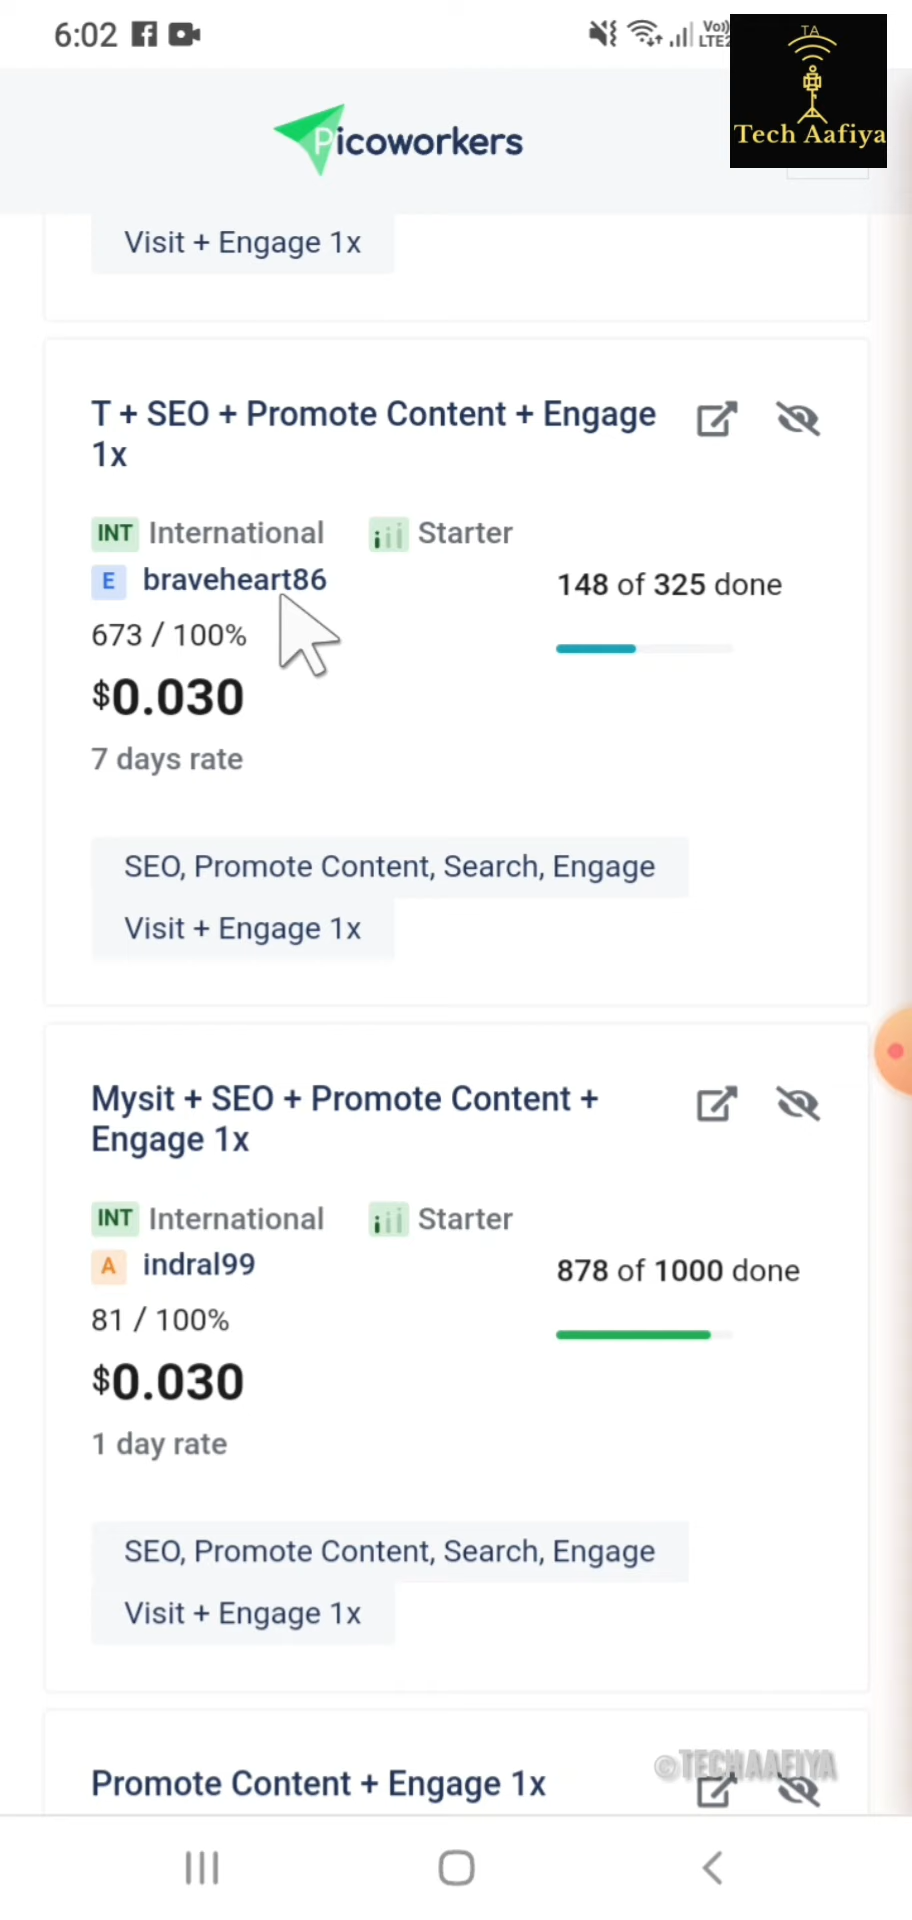 6:02
Vo))
LTE2
TA
Tech Aafiya
Picoworkers
Visit + Engage 1x
T + SEO + Promote Content + Engage
1x
INT International
Starter
E braveheart86
148 of 325 done
673 / 100%
$0.030
7 days rate
SEO, Promote Content, Search, Engage
Visit + Engage 1x
Mysit + SEO + Promote Content +
Engage 1x
INT International
Starter
A indral99
878 of 1000 done
81 / 100%
$0.030
1 day rate
SEO, Promote Content, Search, Engage
Visit + Engage 1x
©TECHAAFIYA
Promote Content + Engage 1x